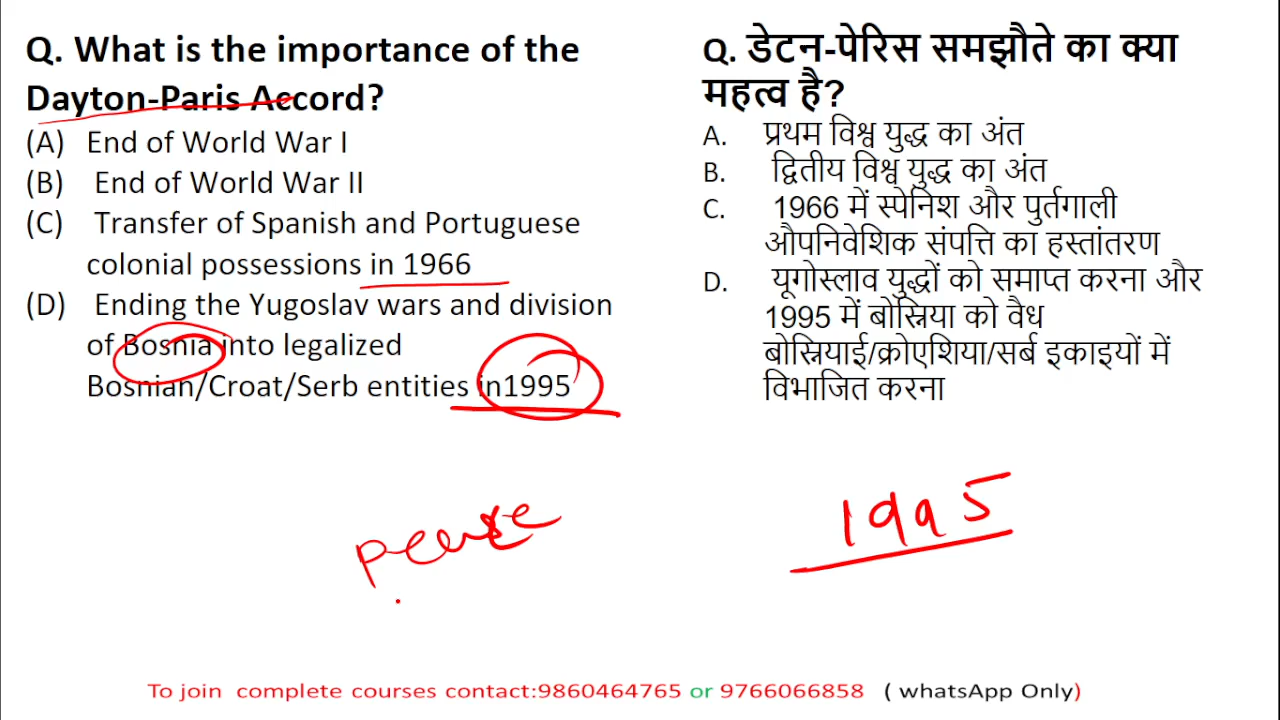 Q. What is the importance of the
Dayton-Paris Accord?
(A) End of World War I
(B) End of World War II
(C) Transfer of Spanish and Portuguese
colonial possessions in 1966
(D) Ending the Yugoslav wars and division
of Bosnia into legalized
Bosnian/Croat/Serb entities in1995
Q. डेटन-पेरिस समझौते का क्या
महत्व है?
A. प्रथम विश्व युद्ध का अंत
B. द्वितीय विश्व युद्ध का अंत
C. 1966 में स्पेनिश और पुर्तगाली
औपनिवेशिक संपत्ति का हस्तांतरण
D. यूगोस्लाव युद्धों को समाप्त करना और
1995 में बोस्निया को वैध
बोस्नियाई/क्रोएशिया/सर्ब इकाइयों में
विभाजित करना
1995
To join complete courses contact:9860464765 or 9766066858 ( whatsApp Only)